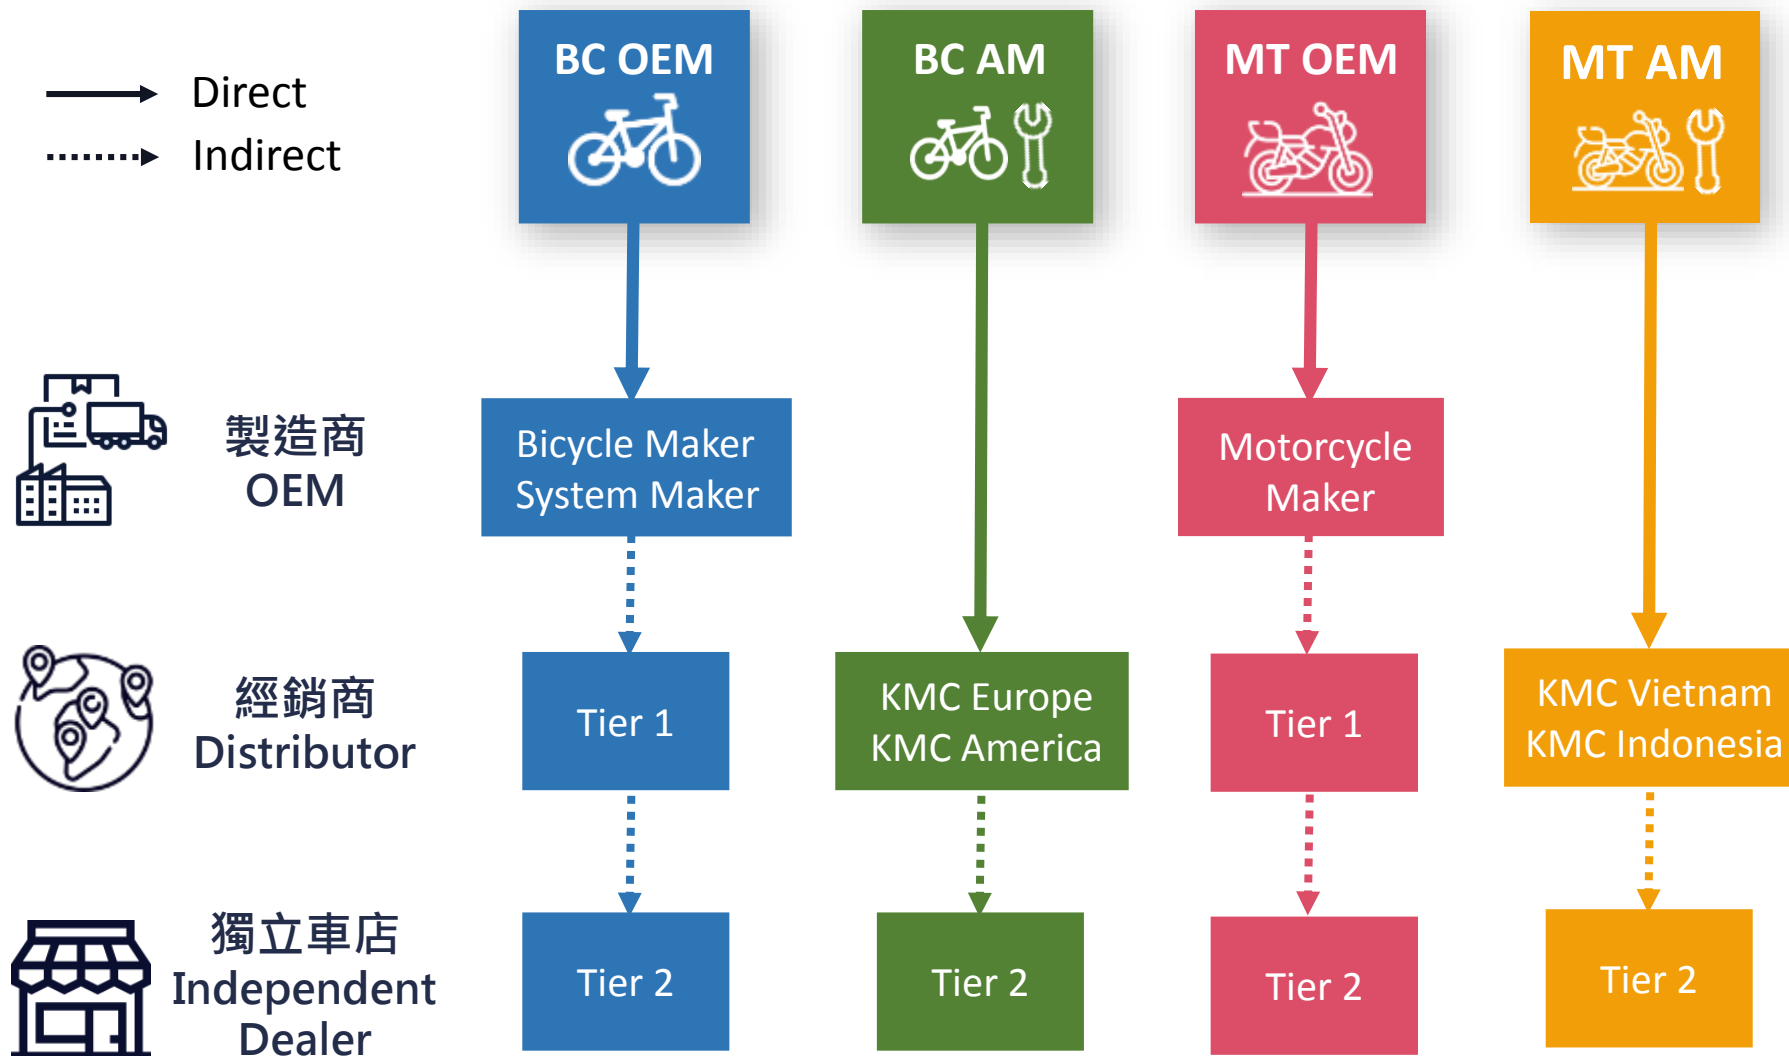 Direct
Indirect
BC OEM
BC AM
MT OEM
MT AM
製造商
OEM
Bicycle Maker
System Maker
Motorcycle
Maker
經銷商
Distributor
Tier 1
KMC Europe
KMC America
Tier 1
KMC Vietnam
KMC Indonesia
獨立車店
Independent
Dealer
Tier 2
Tier 2
Tier 2
Tier 2